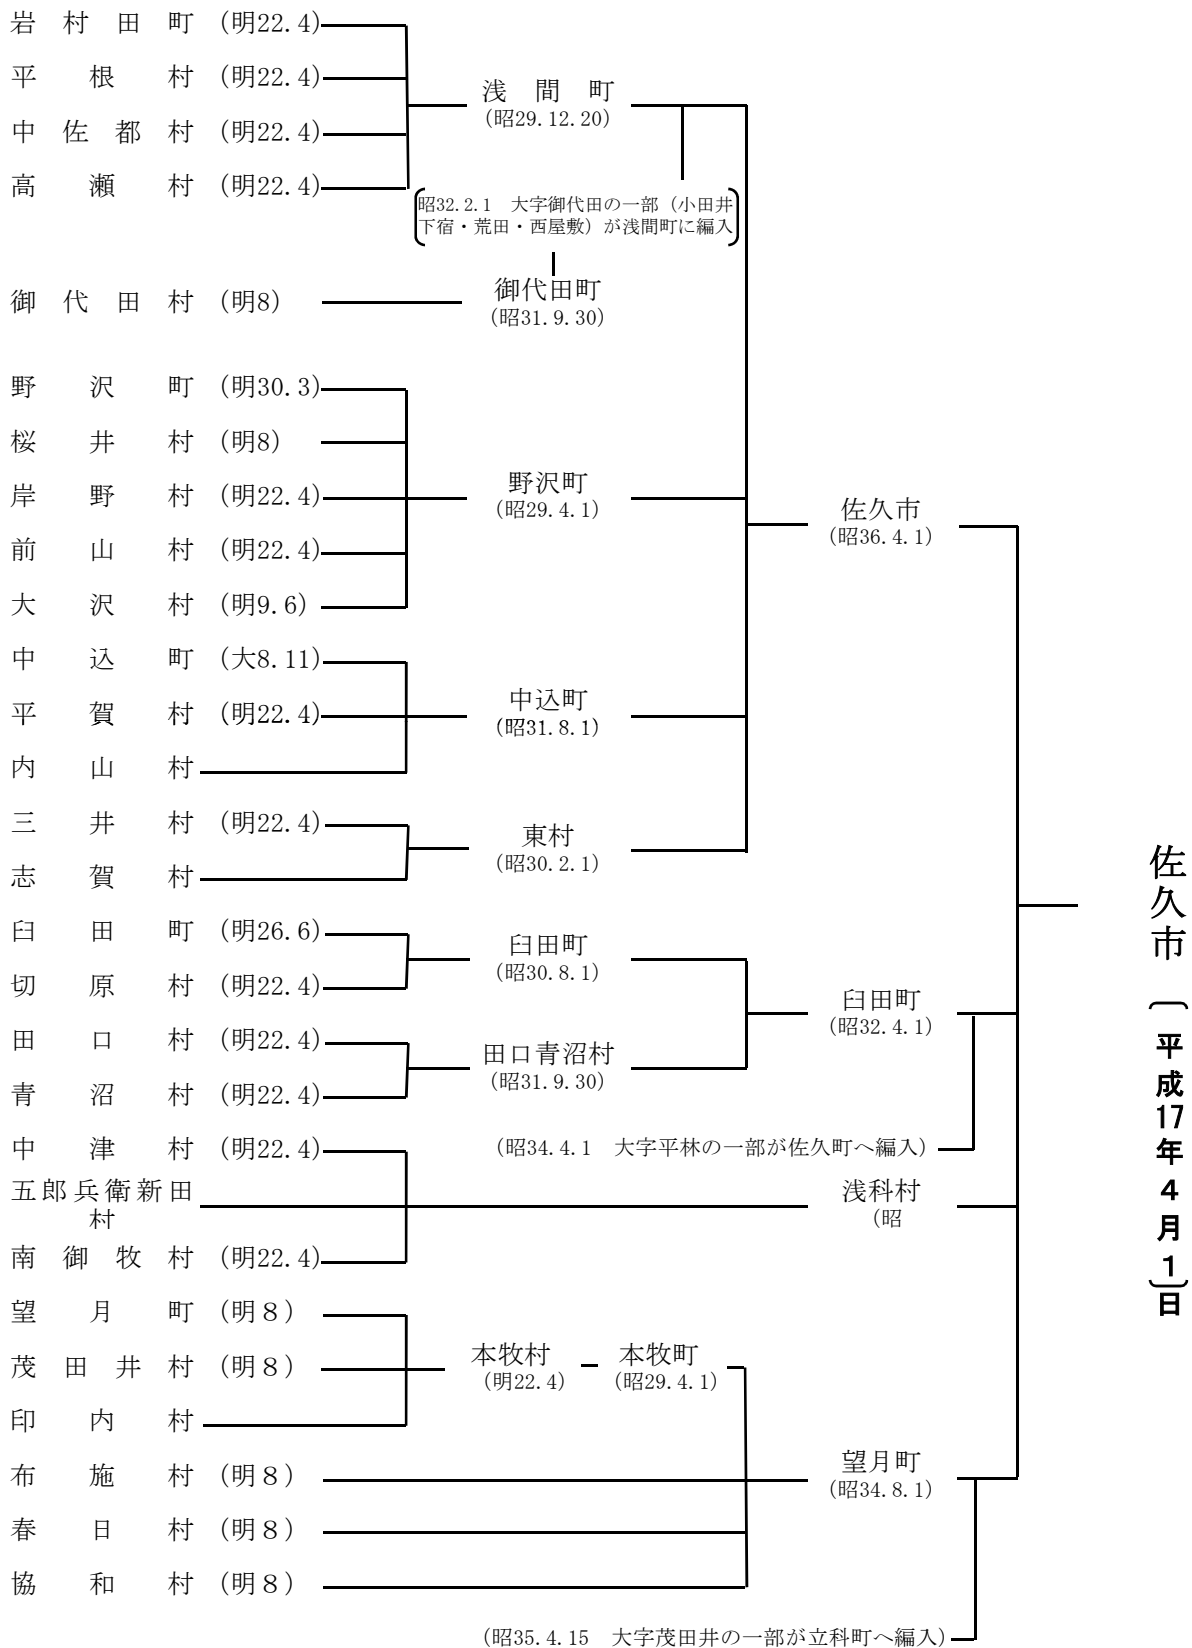 岩村田町（明22.4）
平根村（明22.4）
中佐都村（明22.4）
高瀬村（明22.4）
浅間町
（昭29.12.20）
昭32.2.1　大字御代田の一部（小田井
下宿・荒田・西屋敷）が浅間町に編入
御代田村（明8）
御代田町
（昭31.9.30）
野沢町（明30.3）
桜井村（明8）
岸野村（明22.4）
前山村（明22.4）
大沢村（明9.6）
野沢町
（昭29.4.1）
佐久市
（昭36.4.1）
中込町（大8.11）
平賀村（明22.4）
内山村
中込町
（昭31.8.1）
三井村（明22.4）
志賀村
東村
（昭30.2.1）
臼田町（明26.6）
切原村（明22.4）
臼田町
（昭30.8.1）
田口村（明22.4）
青沼村（明22.4）
田口青沼村
（昭31.9.30）
臼田町
（昭32.4.1）
（昭34.4.1　大字平林の一部が佐久町へ編入）
中津村（明22.4）
五郎兵衛新田
村
南御牧村（明22.4）
浅科村
（昭
望月町（明８）
茂田井村（明８）
印内村
本牧村
（明22.4）
本牧町
（昭29.4.1）
布施村（明８）
春日村（明８）
協和村（明８）
望月町
（昭34.8.1）
（昭35.4.15　大字茂田井の一部が立科町へ編入）
佐久市（平成17年４月１）日